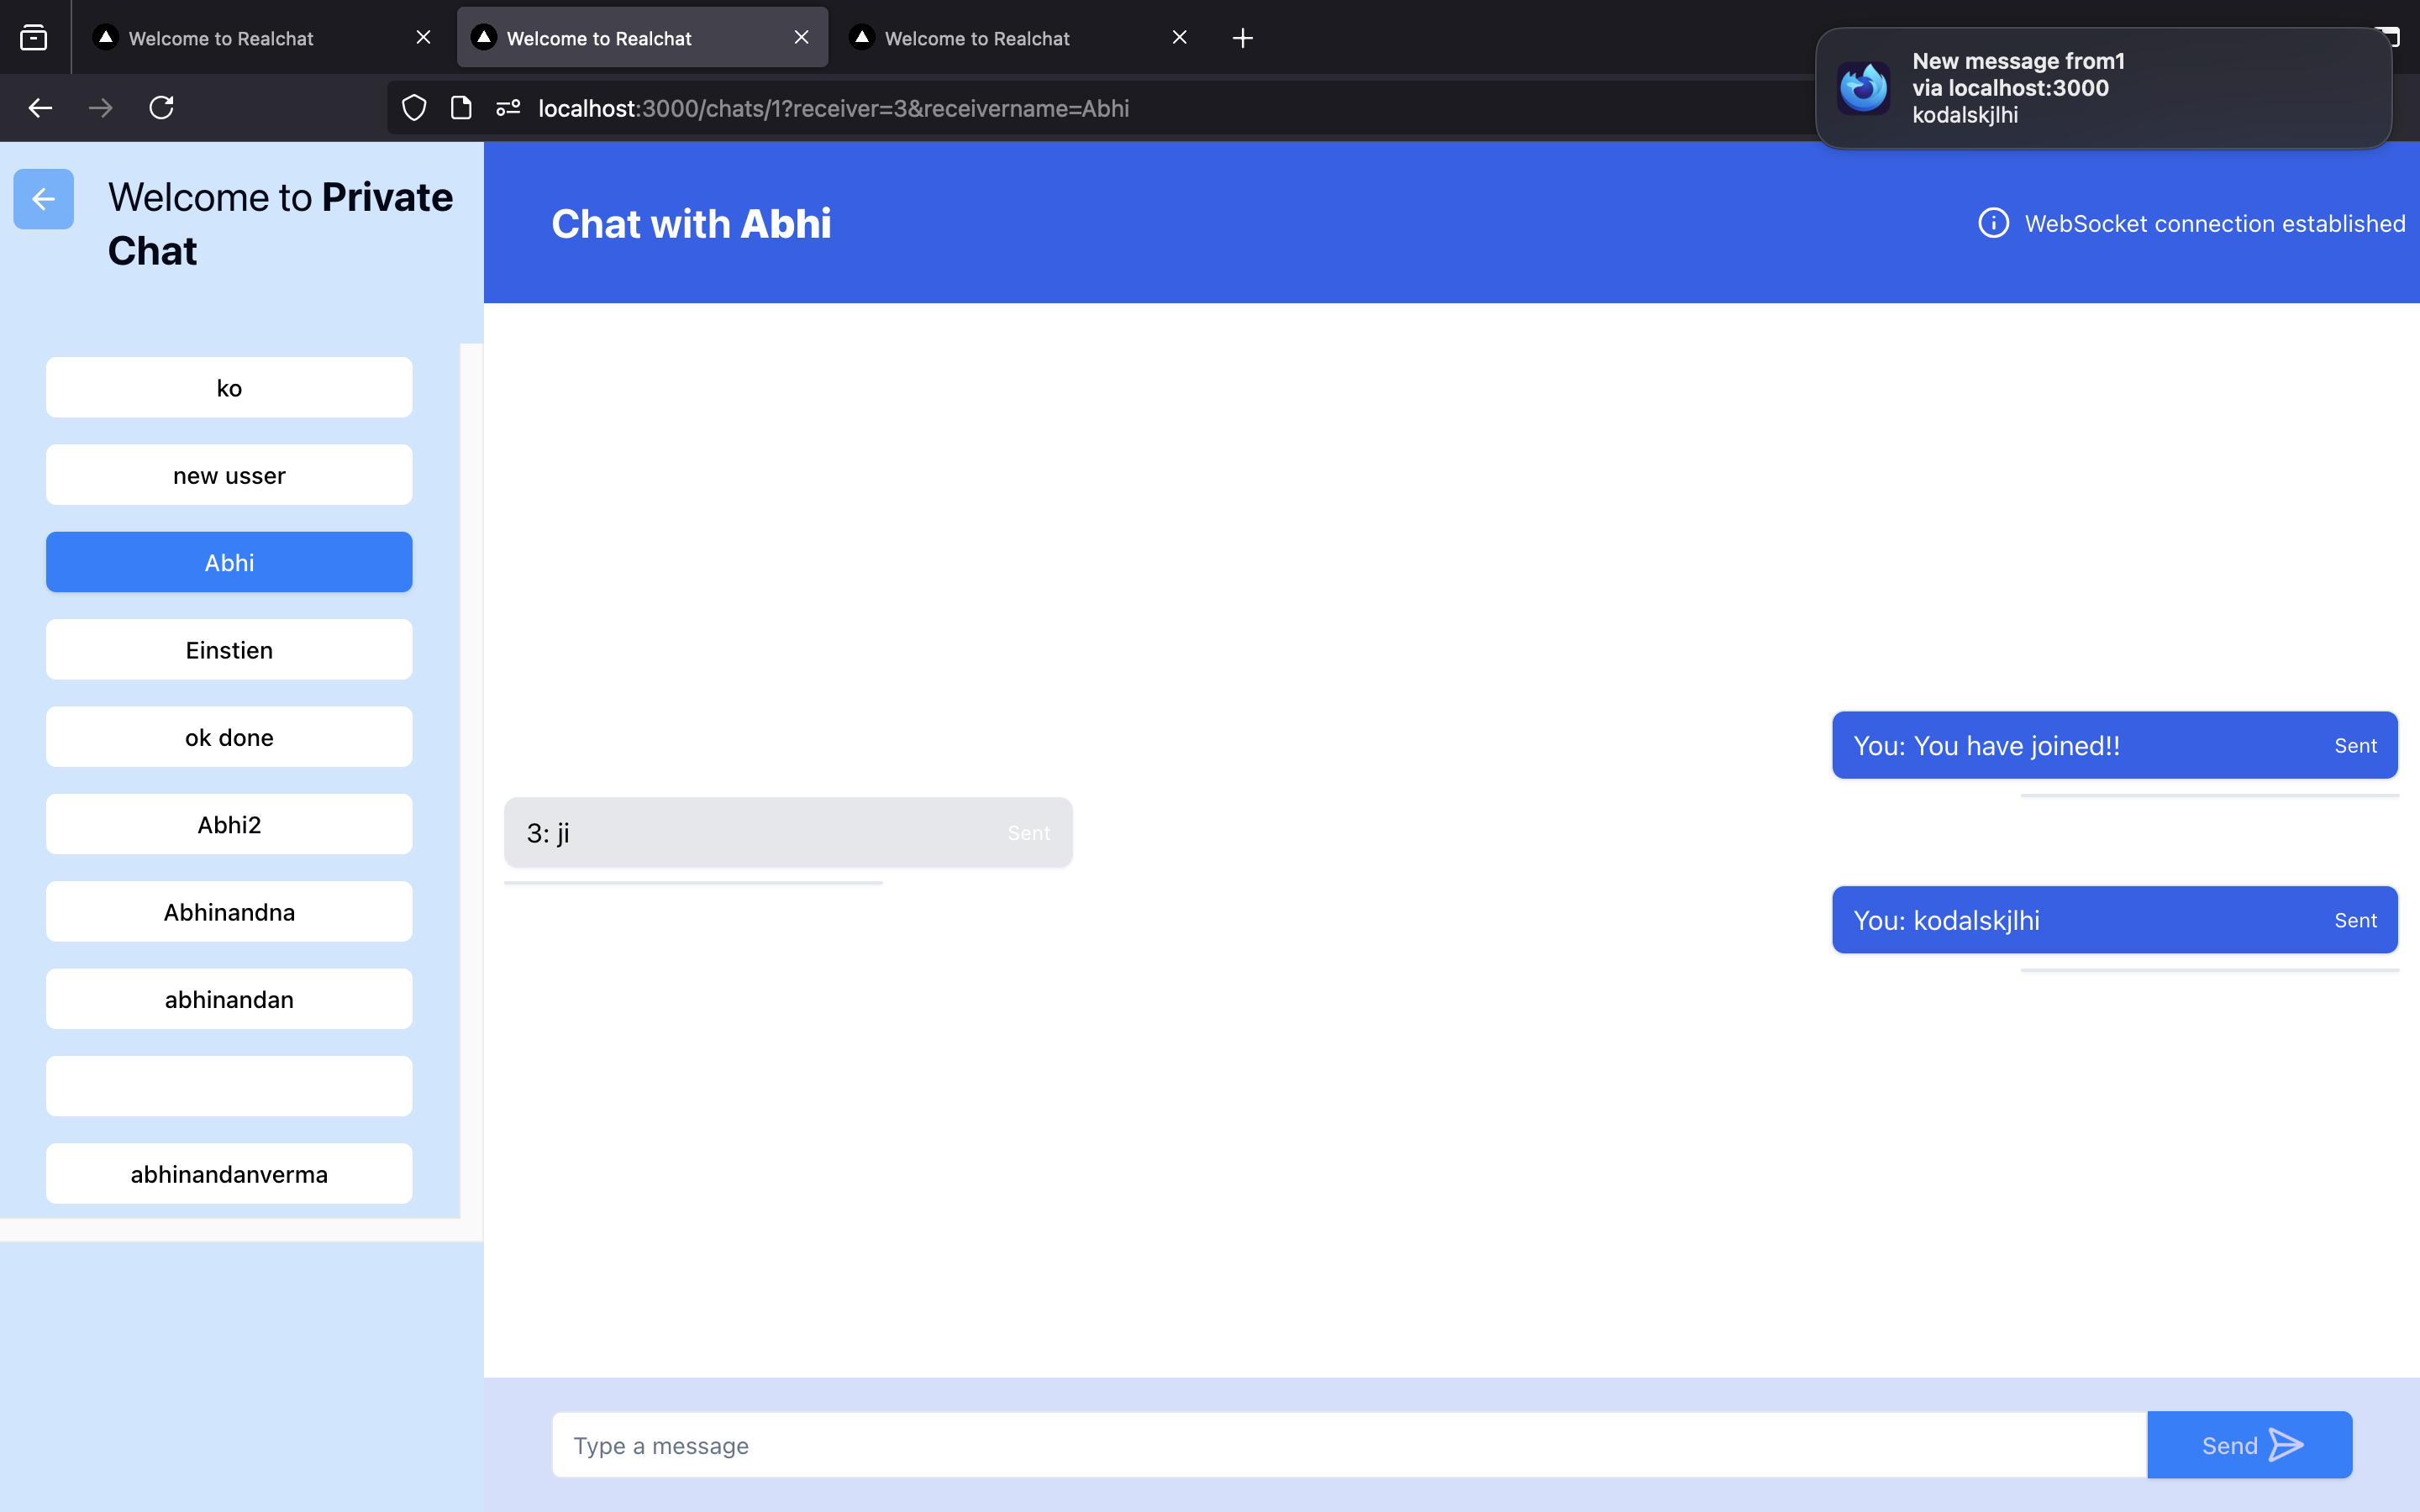 Welcome to Realchat
Welcome to Realchat
Welcome to Realchat
New message from1
via localhost:3000
kodalskjlhi
localhost:3000/chats/1?receiver=3&receivername=Abhi
Welcome to Private
Chat
Chat with Abhi
WebSocket connection established
ko
new usser
Abhi
Einstien
ok done
Abhi2
Abhinandna
abhinandan
abhinandanverma
You: You have joined!! Sent
3: ji Sent
You: kodalskjlhi Sent
Type a message
Send